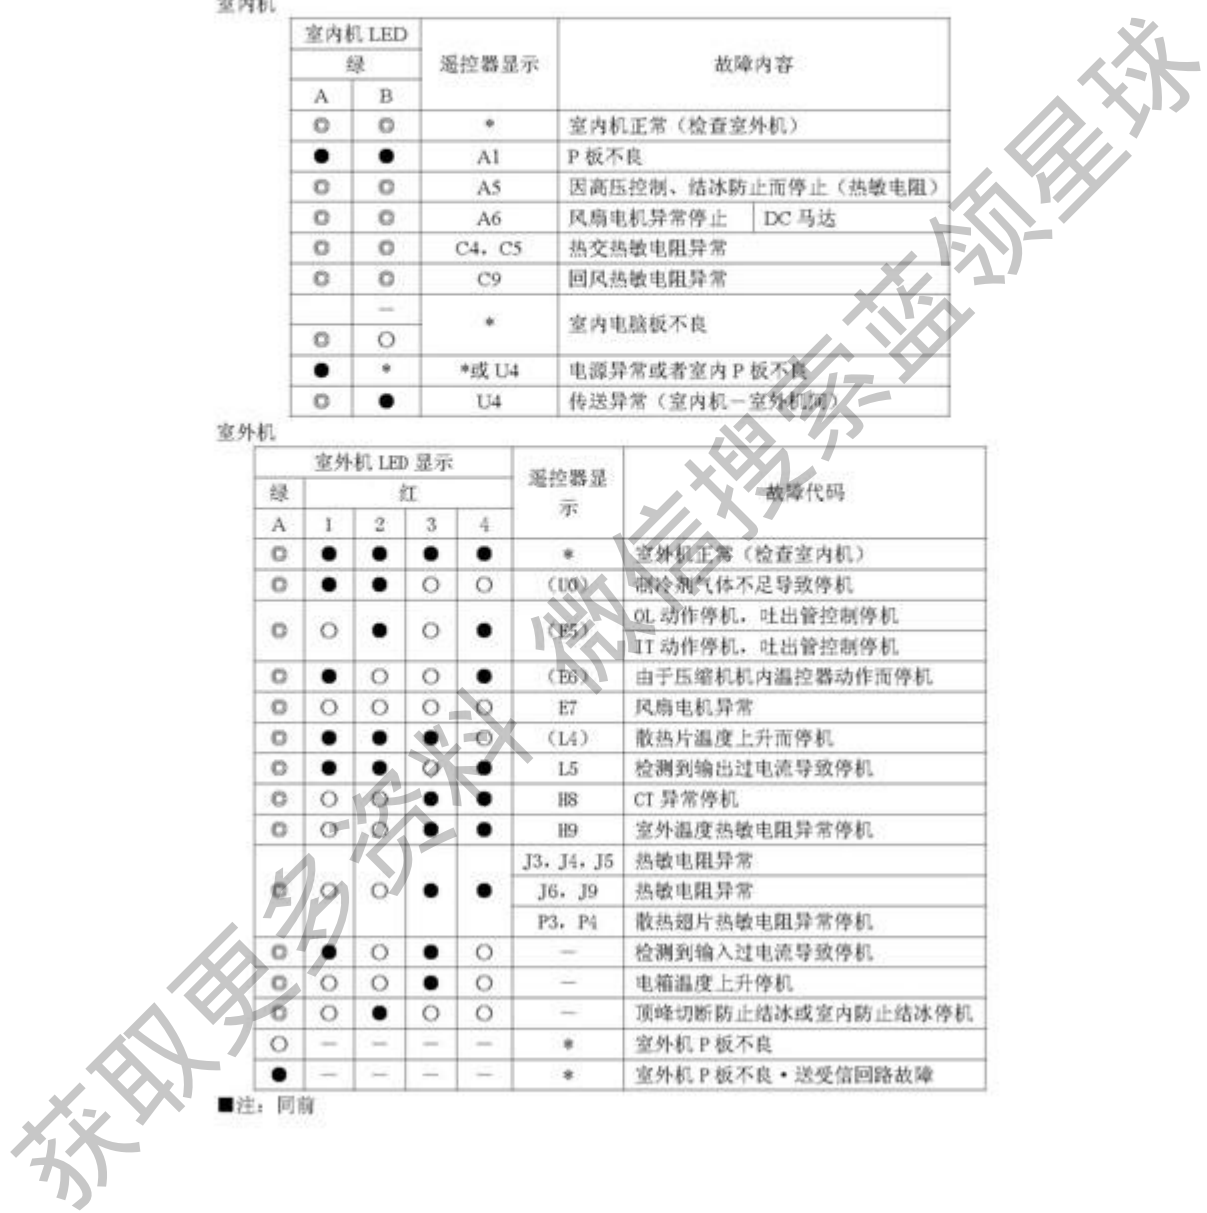 室内机
室内机 LED 遥控器显示 故障内容
绿
A B
◎ ◎ * 室内机正常（检查室外机）
● ● A1 P 板不良
◎ ◎ A5 因高压控制、结冰防止而停止（热敏电阻）
◎ ◎ A6 风扇电机异常停止 DC 马达
◎ ◎ C4，C5 热交热敏电阻异常
◎ ◎ C9 回风热敏电阻异常
— * 室内电脑板不良
◎ ○
● * *或 U4 电源异常或者室内 P 板不良
◎ ● U4 传送异常（室内机－室外机间）
室外机
室外机 LED 显示 遥控器显示 故障代码
绿 红
A 1 2 3 4
◎ ● ● ● ● * 室外机正常（检查室内机）
◎ ● ● ○ ○ （U0） 制冷剂气体不足导致停机
◎ ○ ● ○ ● （E5） OL 动作停机，吐出管控制停机
IT 动作停机，吐出管控制停机
◎ ● ○ ○ ● （E6） 由于压缩机机内温控器动作而停机
◎ ○ ○ ○ ○ E7 风扇电机异常
◎ ● ● ● ○ （L4） 散热片温度上升而停机
◎ ● ● ○ ● L5 检测到输出过电流导致停机
◎ ○ ○ ● ● H8 CT 异常停机
◎ ○ ○ ● ● H9 室外温度热敏电阻异常停机
J3，J4，J5 热敏电阻异常
◎ ○ ○ ● ● J6，J9 热敏电阻异常
P3，P4 散热翅片热敏电阻异常停机
◎ ● ○ ● ○ — 检测到输入过电流导致停机
◎ ○ ○ ● ○ — 电箱温度上升停机
◎ ○ ● ○ ○ — 顶峰切断防止结冰或室内防止结冰停机
○ — — — — * 室外机 P 板不良
● — — — — * 室外机 P 板不良・送受信回路故障
■注：同前
获取更多资料 微信搜索蓝领星球